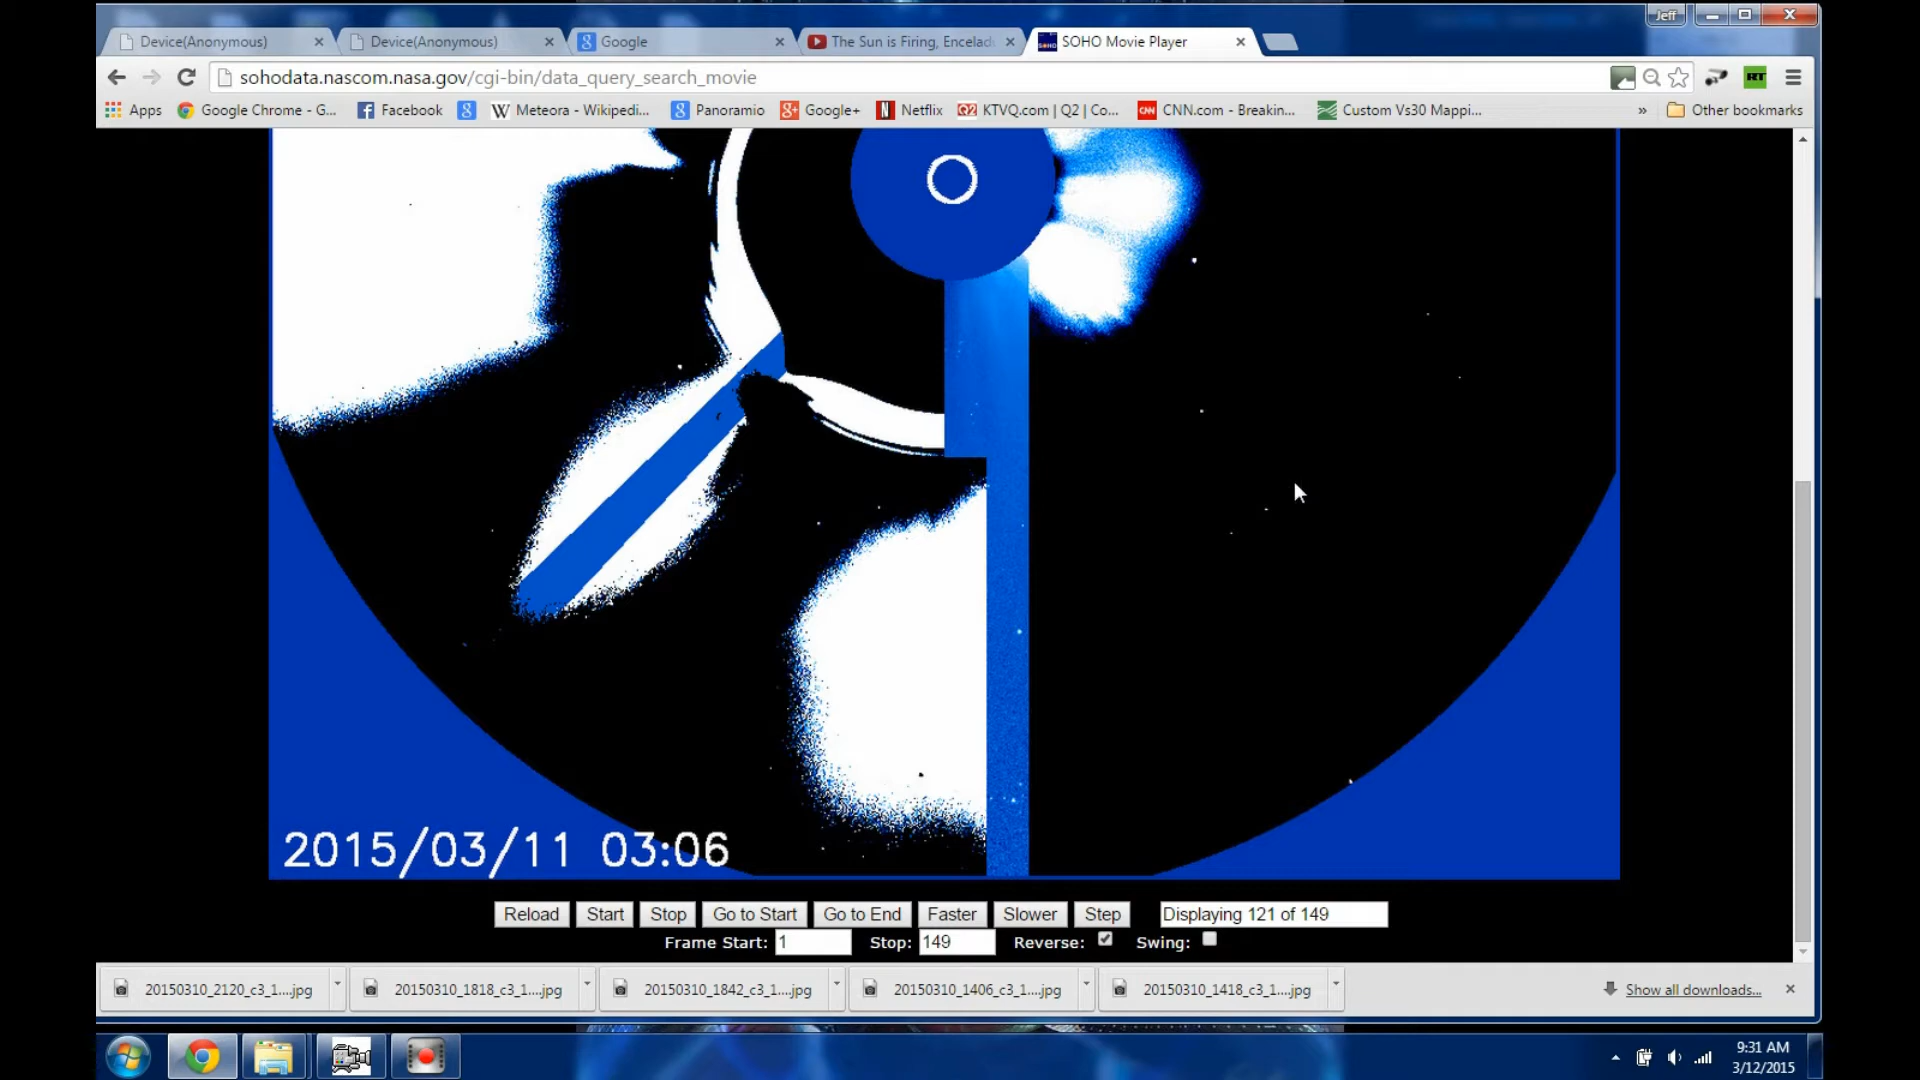 Jeff
Device(Anonymous)
Device(Anonymous)
Google
The Sun is Firing, Encelad
SOHO Movie Player
sohodata.nascom.nasa.gov/cgi-bin/data_query_search_movie
RT
Apps
Google Chrome - G...
Facebook
Meteora - Wikipedi...
Panoramio
Google+
Netflix
KTVQ.com | Q2 | Co...
CNN.com - Breakin...
Custom Vs30 Mappi...
»
Other bookmarks
2015/03/11 03:06
Reload
Start
Stop
Go to Start
Go to End
Faster
Slower
Step
Displaying 121 of 149
Frame Start: 1
Stop: 149
Reverse:
Swing:
20150310_2120_c3_1....jpg
20150310_1818_c3_1....jpg
20150310_1842_c3_1....jpg
20150310_1406_c3_1....jpg
20150310_1418_c3_1....jpg
Show all downloads...
9:31 AM
3/12/2015